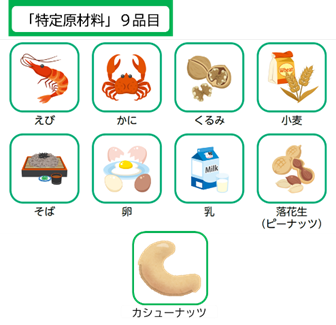 「特定原材料」９品目
えび
かに
くるみ
小麦
Milk
そば
卵
乳
落花生
(ピーナッツ)
カシューナッツ